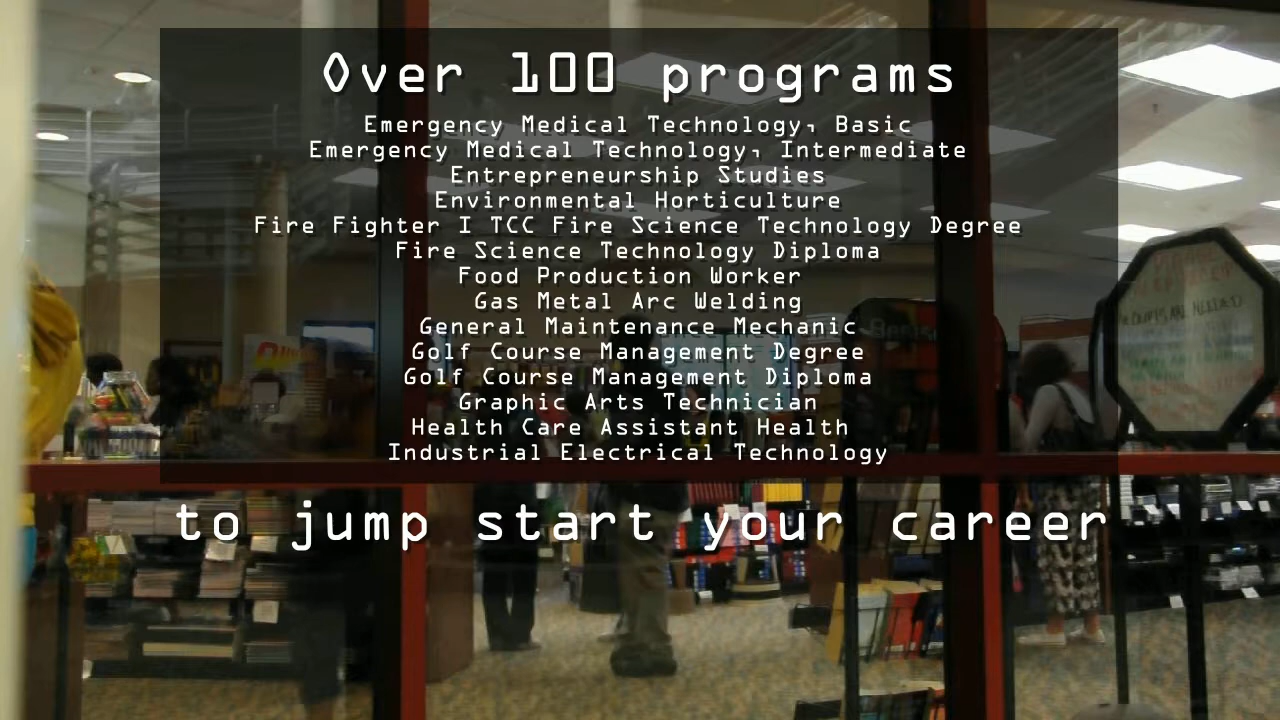 Over 100 programs
Emergency Medical Technology, Basic
Emergency Medical Technology, Intermediate
Entrepreneurship Studies
Environmental Horticulture
Fire Fighter I TCC Fire Science Technology Degree
Fire Science Technology Diploma
Food Production Worker
Gas Metal Arc Welding
General Maintenance Mechanic
Golf Course Management Degree
Golf Course Management Diploma
Graphic Arts Technician
Health Care Assistant Health
Industrial Electrical Technology
to jump start your career